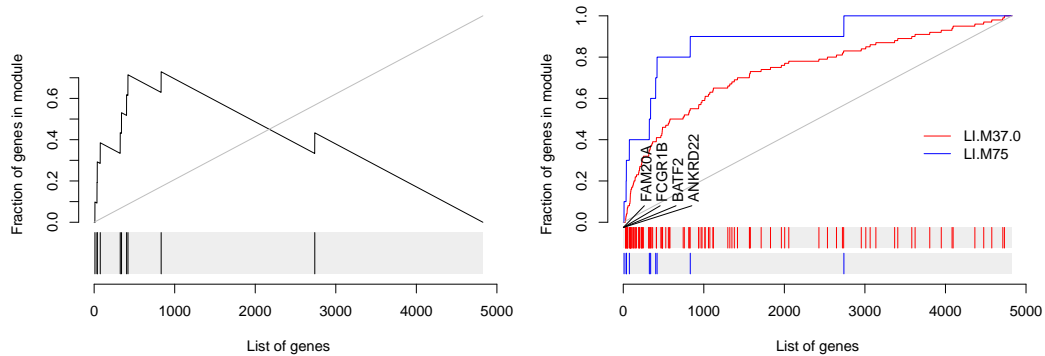 Fraction of genes in module
0.0
0.2
0.4
0.6
0 1000 2000 3000 4000 5000
List of genes
Fraction of genes in module
0.0
0.2
0.4
0.6
0.8
1.0
FAM20A
FCGR1B
BATF2
ANKRD22
LI.M37.0
LI.M75
0 1000 2000 3000 4000 5000
List of genes